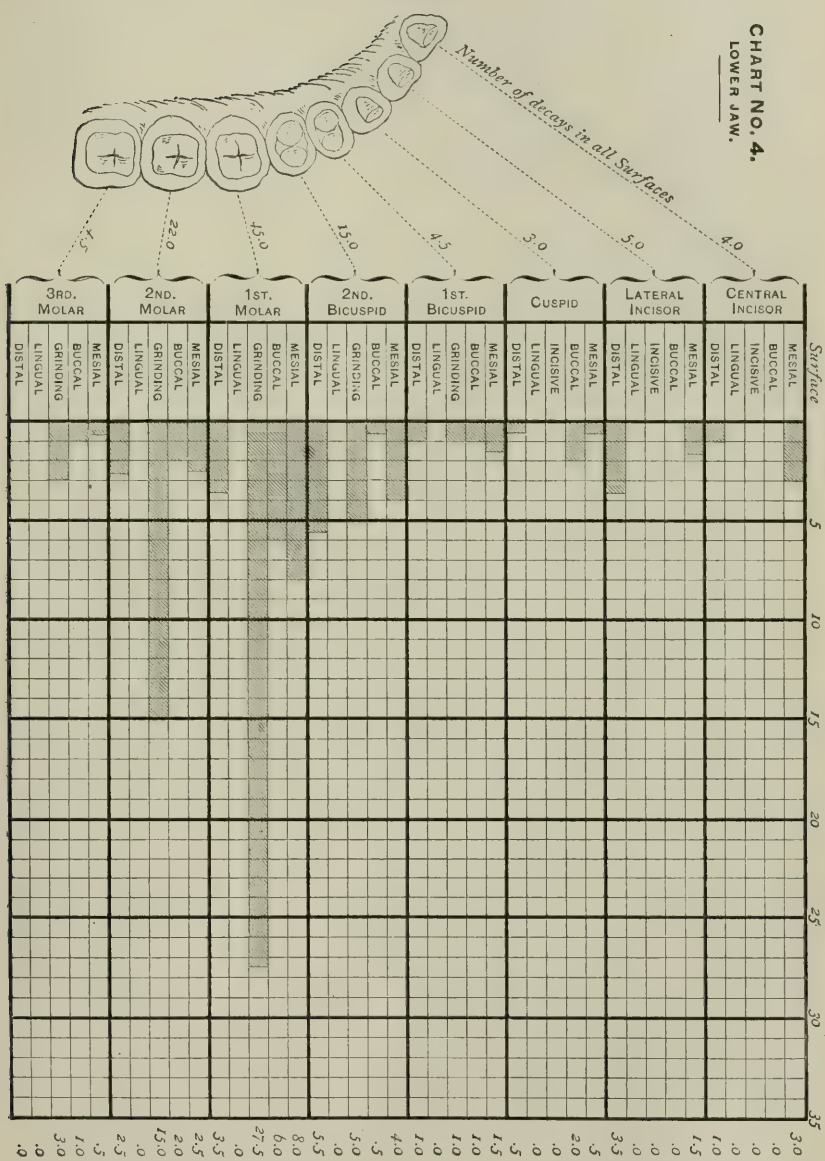 CHART NO. 4.
LOWER JAW.
Number of decays in all Surfaces
4.0
5.0
3.0
4.5
15.0
45.0
22.0
4.5
Surface 5 10 15 20 25 30 35
CENTRAL
INCISOR
MESIAL 3.0
BUCCAL .0
INCISIVE .0
LINGUAL .0
DISTAL 1.0
LATERAL
INCISOR
MESIAL 1.5
BUCCAL .0
INCISIVE .0
LINGUAL .0
DISTAL 3.5
CUSPID
MESIAL .5
BUCCAL 2.0
INCISIVE .0
LINGUAL .0
DISTAL .5
1ST.
BICUSPID
MESIAL 1.5
BUCCAL 1.0
GRINDING 1.0
LINGUAL .0
DISTAL 1.0
2ND.
BICUSPID
MESIAL 4.0
BUCCAL .5
GRINDING 5.0
LINGUAL .0
DISTAL 5.5
1ST.
MOLAR
MESIAL 8.0
BUCCAL 6.0
GRINDING 27.5
LINGUAL .0
DISTAL 3.5
2ND.
MOLAR
MESIAL 2.5
BUCCAL 2.0
GRINDING 15.0
LINGUAL .0
DISTAL 2.5
3RD.
MOLAR
MESIAL .5
BUCCAL 1.0
GRINDING 3.0
LINGUAL .0
DISTAL .0